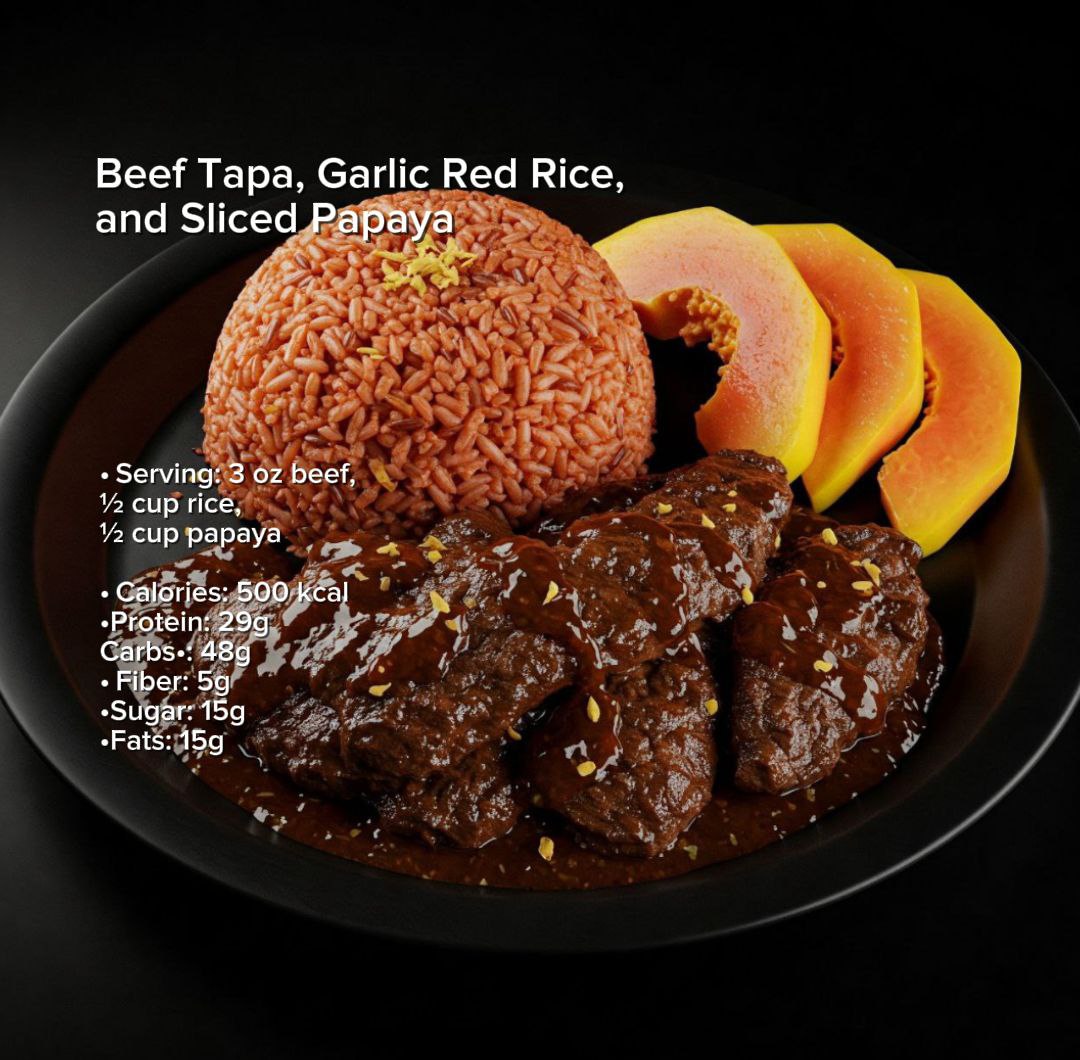 Beef Tapa, Garlic Red Rice,
and Sliced Papaya
• Serving: 3 oz beef,
½ cup rice,
½ cup papaya
• Calories: 500 kcal
•Protein: 29g
Carbs•: 48g
• Fiber: 5g
•Sugar: 15g
•Fats: 15g